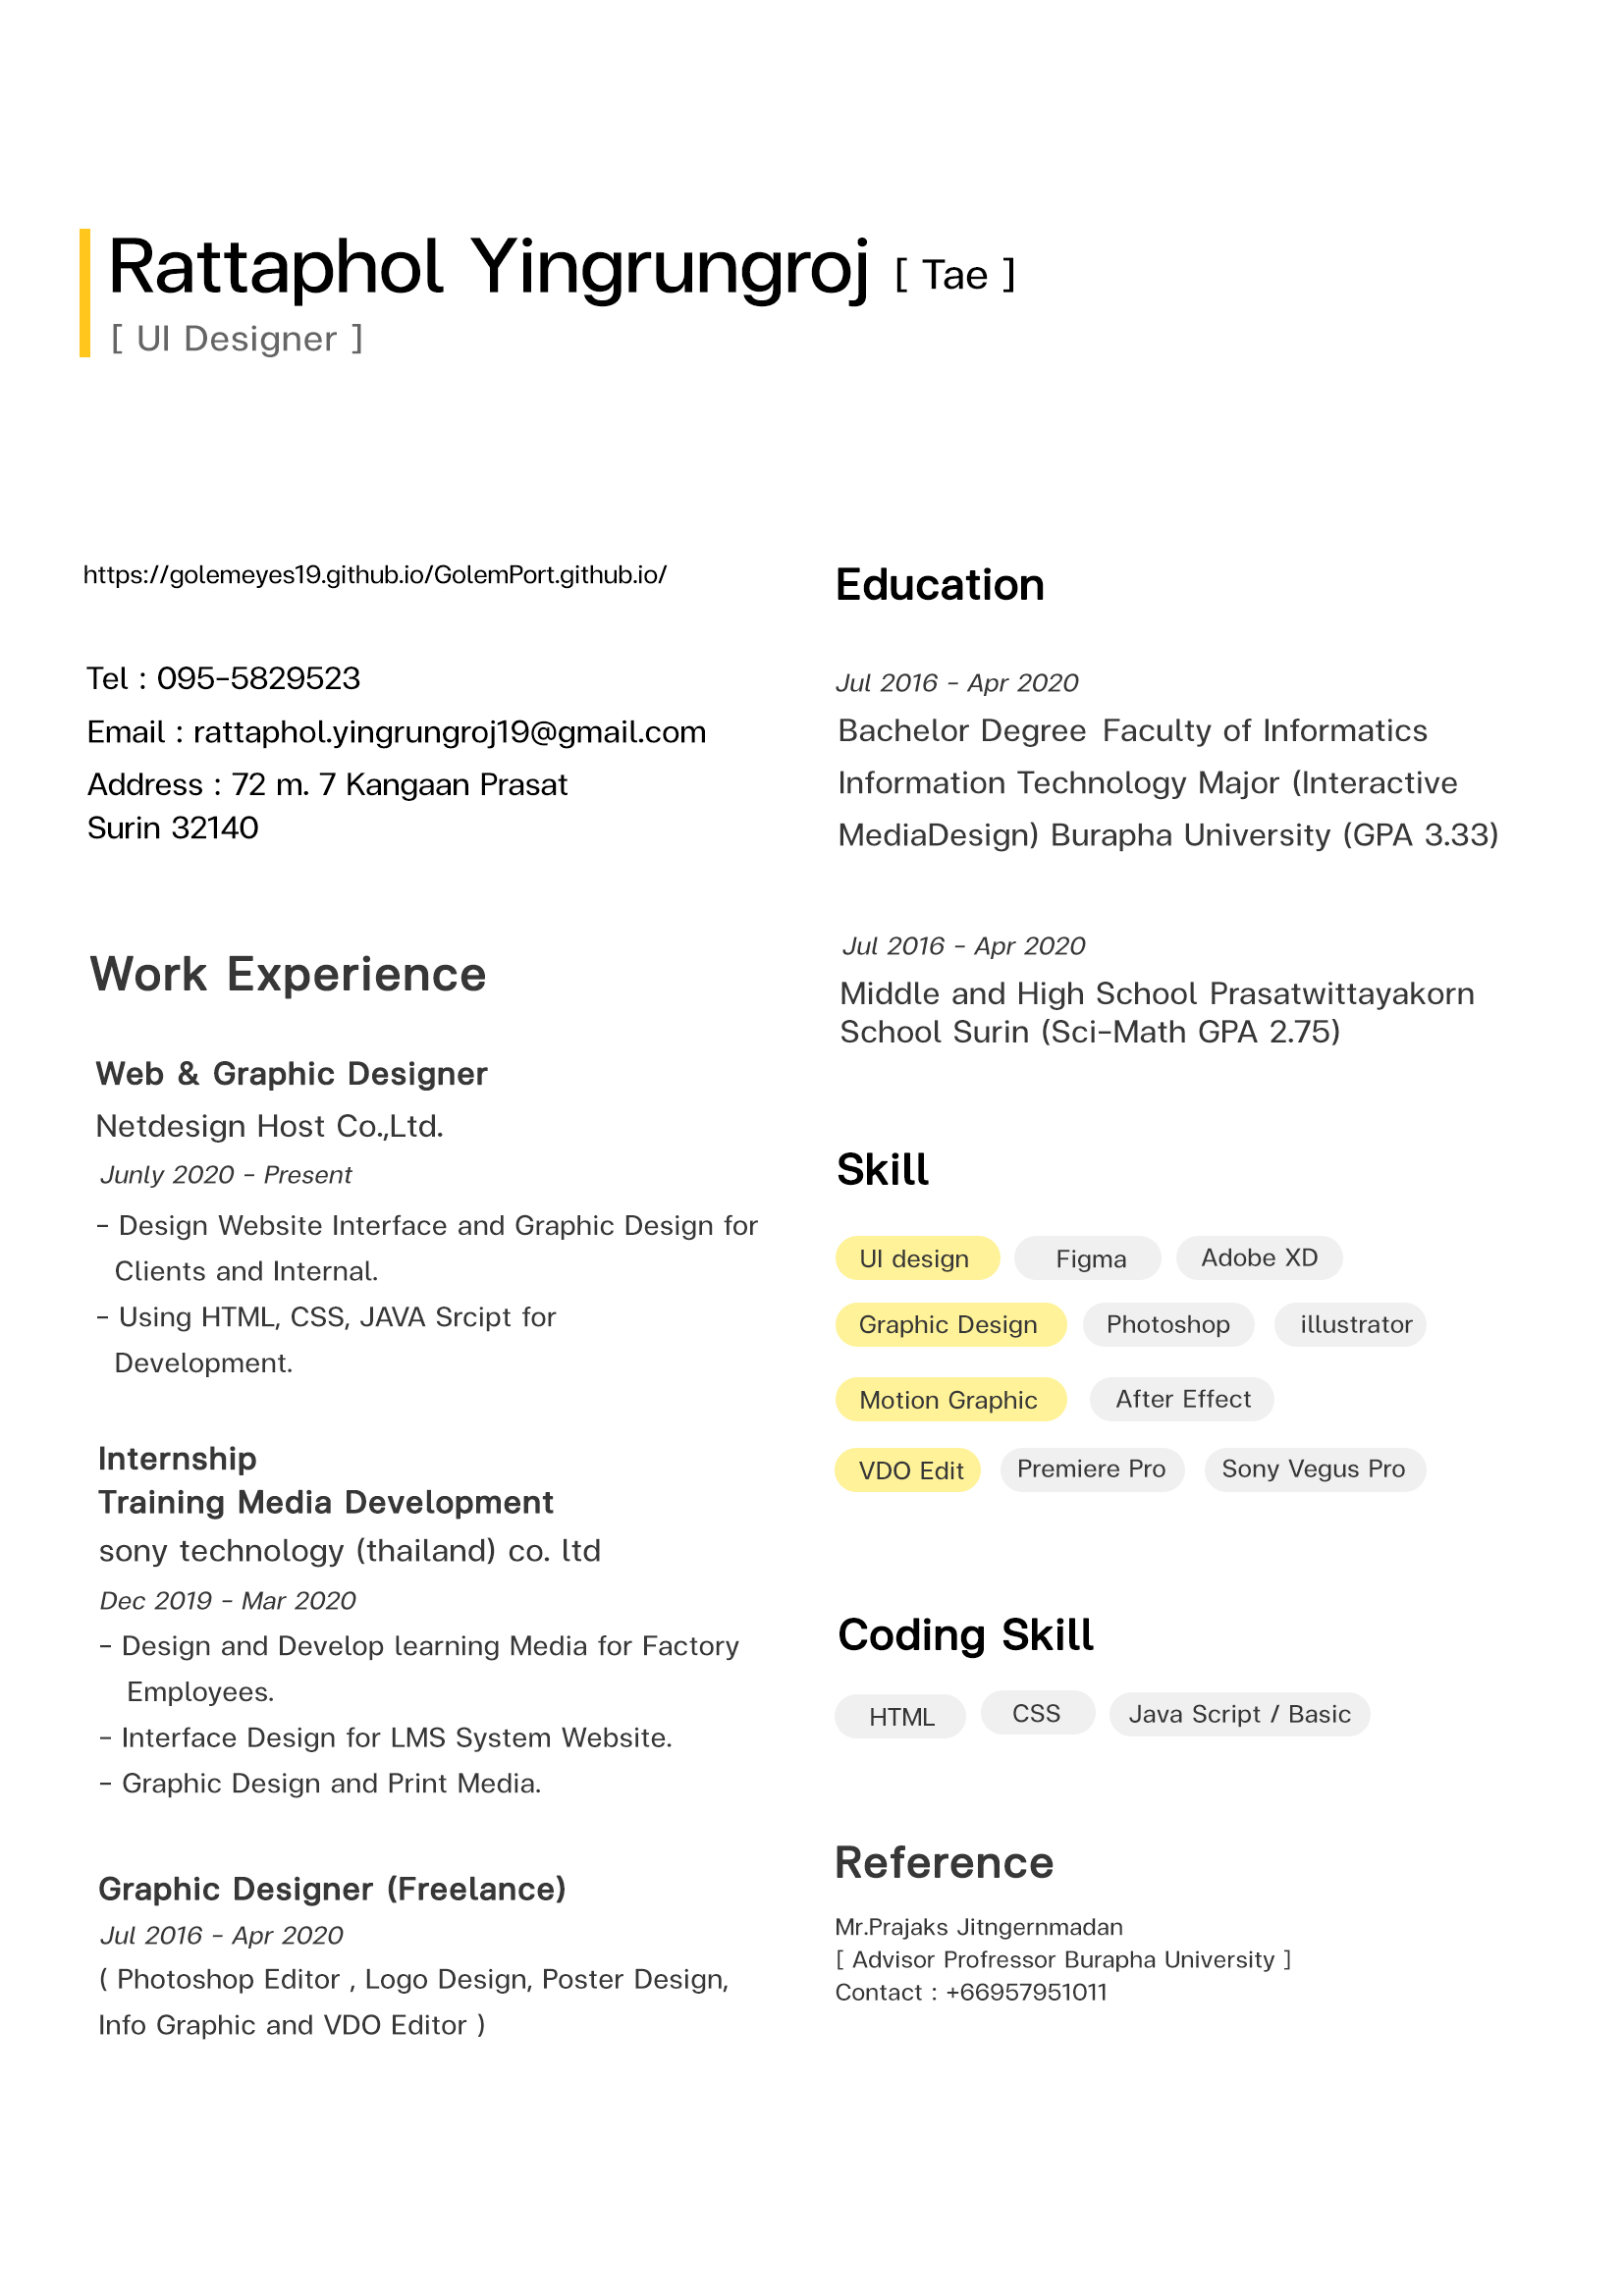 Rattaphol Yingrungroj [ Tae ]
[ UI Designer ]
https://golemeyes19.github.io/GolemPort.github.io/
Tel : 095-5829523
Email : rattaphol.yingrungroj19@gmail.com
Address : 72 m. 7 Kangaan Prasat
Surin 32140
Work Experience
Web & Graphic Designer
Netdesign Host Co.,Ltd.
Junly 2020 - Present
- Design Website Interface and Graphic Design for
Clients and Internal.
- Using HTML, CSS, JAVA Srcipt for
Development.
Internship
Training Media Development
sony technology (thailand) co. ltd
Dec 2019 - Mar 2020
- Design and Develop learning Media for Factory
Employees.
- Interface Design for LMS System Website.
- Graphic Design and Print Media.
Graphic Designer (Freelance)
Jul 2016 - Apr 2020
( Photoshop Editor , Logo Design, Poster Design,
Info Graphic and VDO Editor )
Education
Jul 2016 - Apr 2020
Bachelor Degree Faculty of Informatics
Information Technology Major (Interactive
MediaDesign) Burapha University (GPA 3.33)
Jul 2016 - Apr 2020
Middle and High School Prasatwittayakorn
School Surin (Sci-Math GPA 2.75)
Skill
UI design Figma Adobe XD
Graphic Design Photoshop illustrator
Motion Graphic After Effect
VDO Edit Premiere Pro Sony Vegus Pro
Coding Skill
HTML CSS Java Script / Basic
Reference
Mr.Prajaks Jitngernmadan
[ Advisor Profressor Burapha University ]
Contact : +66957951011